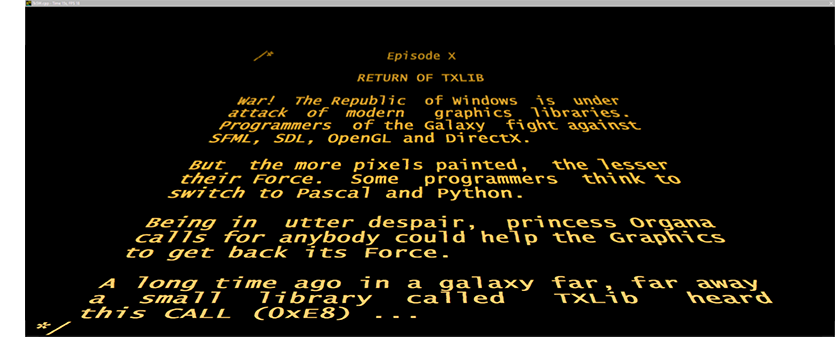 /* Episode X
RETURN OF TXLIB
War! The Republic of Windows is under
attack of modern graphics libraries.
Programmers of the Galaxy fight against
SFML, SDL, OpenGL and DirectX.
But the more pixels painted, the lesser
their Force. Some programmers think to
switch to Pascal and Python.
Being in utter despair, princess Organa
calls for anybody could help the Graphics
to get back its Force.
A long time ago in a galaxy far, far away
a small library called TXLib heard
this CALL (0xE8) ...
*/